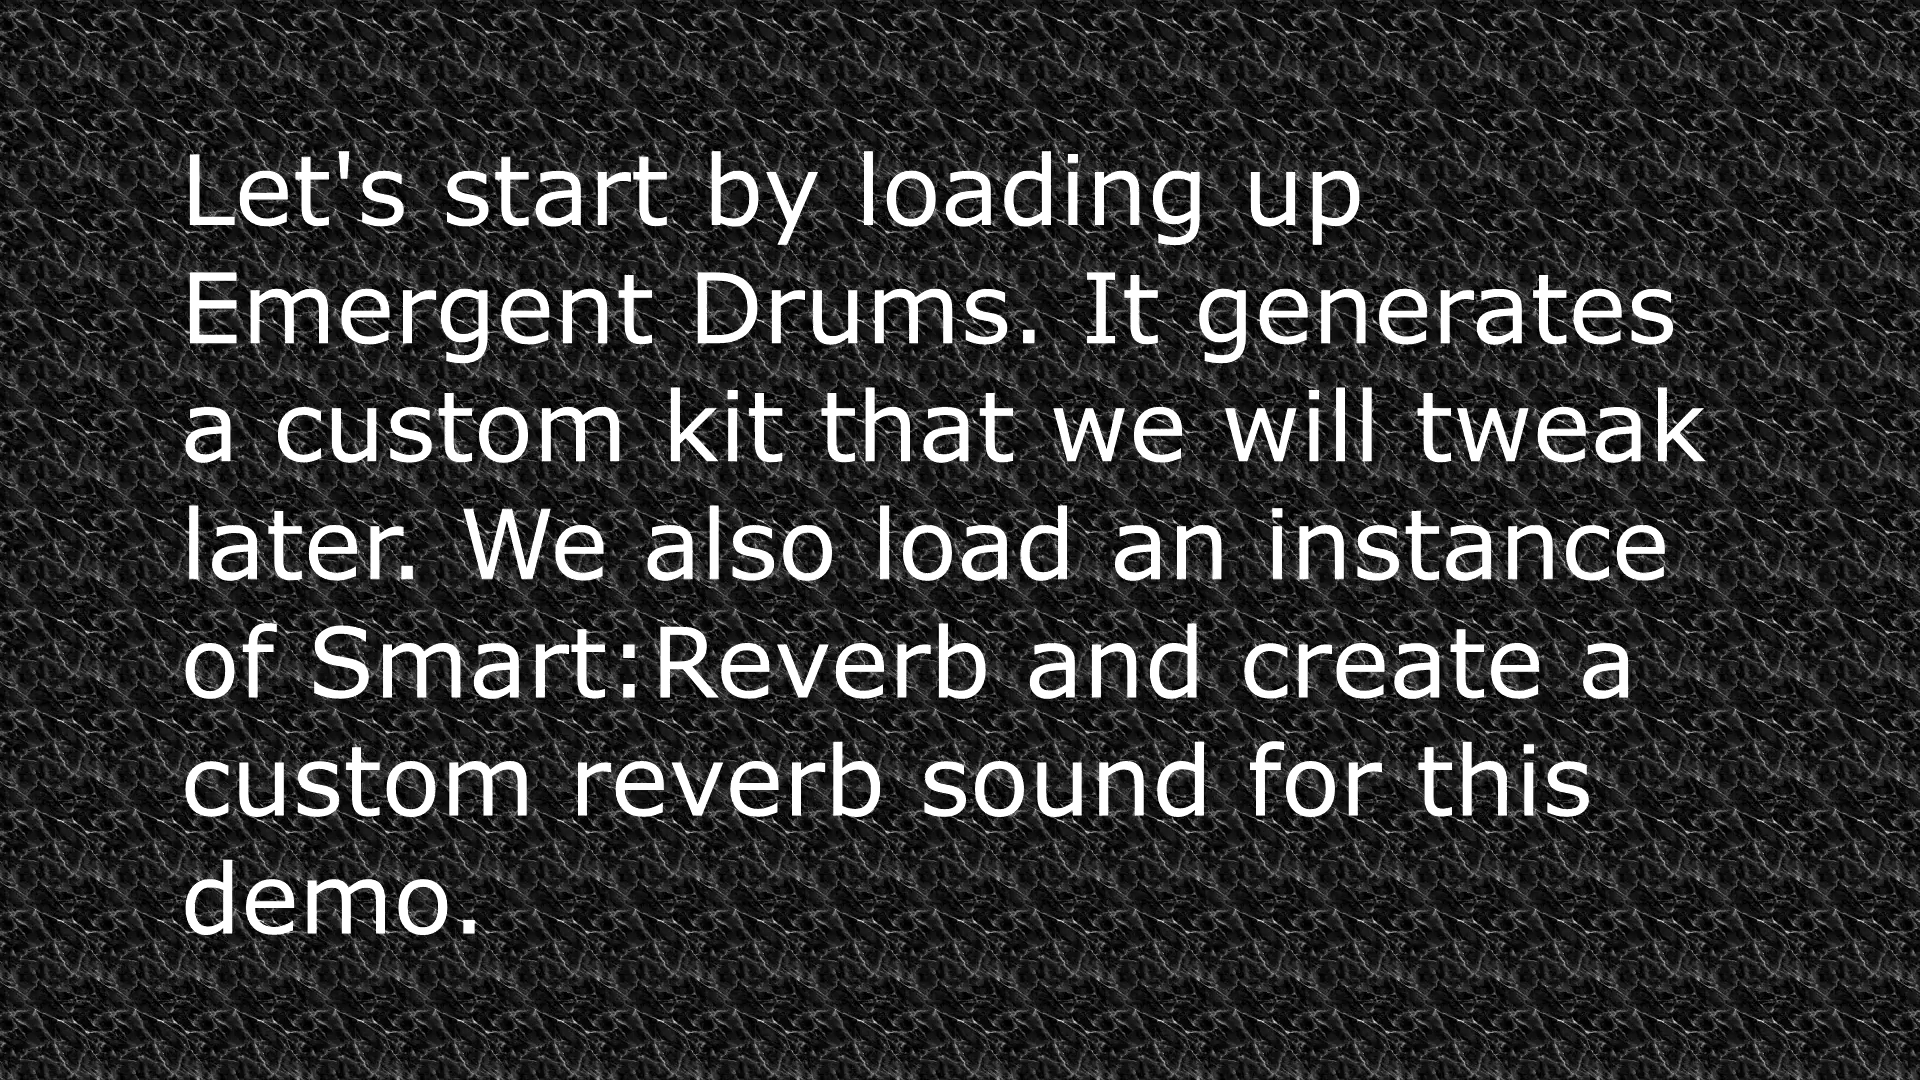 Let's start by loading up
Emergent Drums. It generates
a custom kit that we will tweak
later. We also load an instance
of Smart:Reverb and create a
custom reverb sound for this
demo.